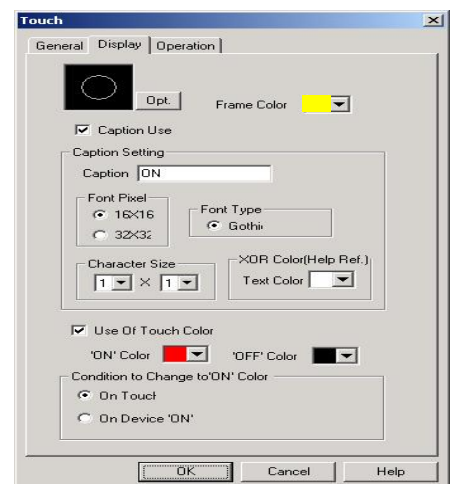 Touch
General Display Operation
Opt. Frame Color
Caption Use
Caption Setting
Caption ON
Font Pixel
16X16
32X32
Font Type
Gothi
Character Size
1 X 1
XOR Color(Help Ref.)
Text Color
Use Of Touch Color
'ON' Color 'OFF' Color
Condition to Change to'ON' Color
On Touch
On Device 'ON'
OK Cancel Help